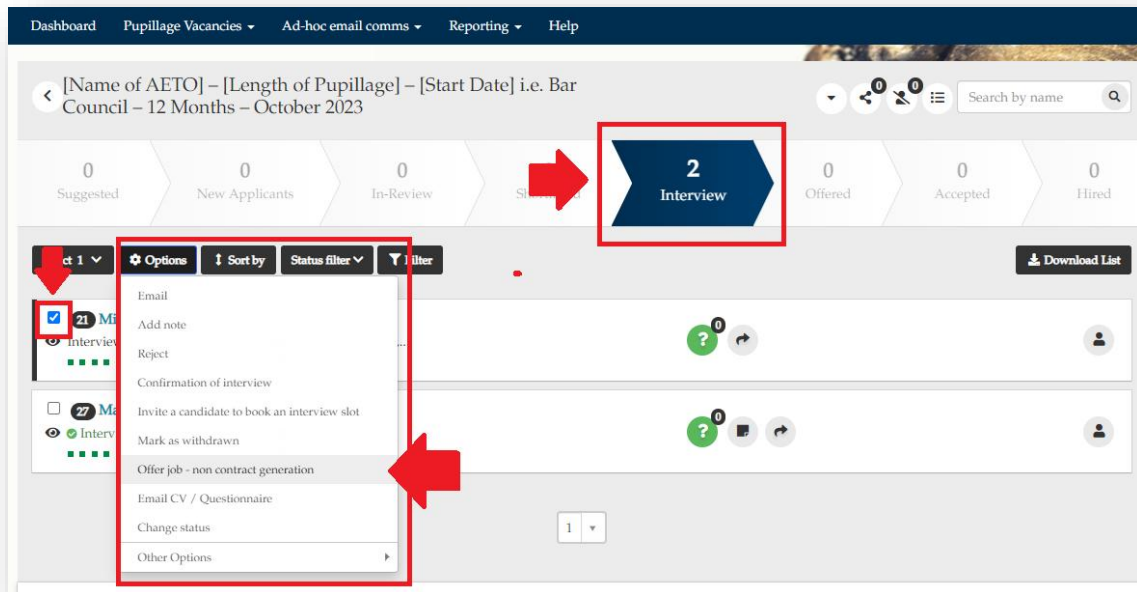 Dashboard Pupillage Vacancies Ad-hoc email comms Reporting Help
[Name of AETO] – [Length of Pupillage] – [Start Date] i.e. Bar
Council – 12 Months – October 2023
0 0 Search by name
0 0 0 2 0 0 0
Suggested New Applicants In-Review Interview Offered Accepted Hired
1 Options Sort by Status filter Filter Download List
Email
21 0
Add note
Reject
Confirmation of interview
27 Invite a candidate to book an interview slot 0
Mark as withdrawn
Offer job - non contract generation
Email CV / Questionnaire
Change status 1
Other Options